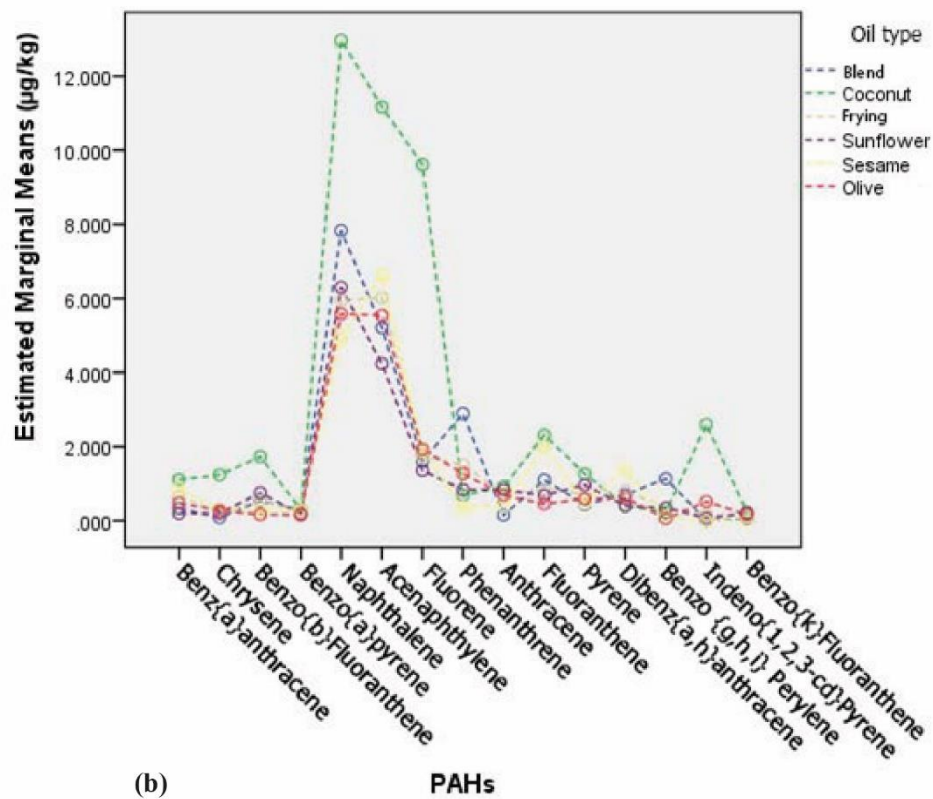 Estimated Marginal Means (µg/kg)
12.000
10.000
8.000
6.000
4.000
2.000
.000
Oil type
Blend
Coconut
Frying
Sunflower
Sesame
Olive
Benz{a}anthracene
Chrysene
Benzo{b}Fluoranthene
Benzo{a}pyrene
Naphthalene
Acenaphthylene
Fluorene
Phenanthrene
Anthracene
Fluoranthene
Pyrene
Dibenz{a,h}anthracene
Benzo {g,h,i} Perylene
Indeno{1,2,3-cd}Pyrene
Benzo{k}Fluoranthene
(b) PAHs